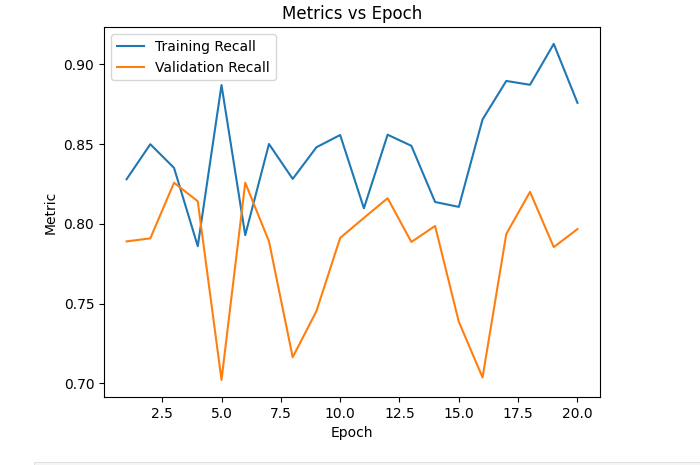 Metrics vs Epoch
Training Recall
Validation Recall
0.90
0.85
0.80
0.75
0.70
Metric
2.5 5.0 7.5 10.0 12.5 15.0 17.5 20.0
Epoch